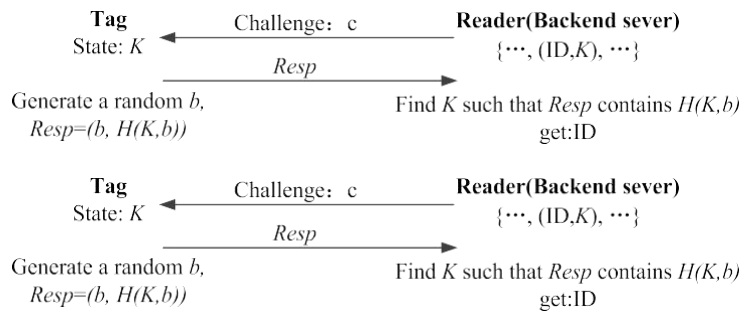 Tag Challenge: c Reader(Backend sever)
State: K {···, (ID,K), ···}
Resp
Generate a random b, Find K such that Resp contains H(K,b)
Resp=(b, H(K,b)) get:ID
Tag Challenge: c Reader(Backend sever)
State: K {···, (ID,K), ···}
Resp
Generate a random b, Find K such that Resp contains H(K,b)
Resp=(b, H(K,b)) get:ID